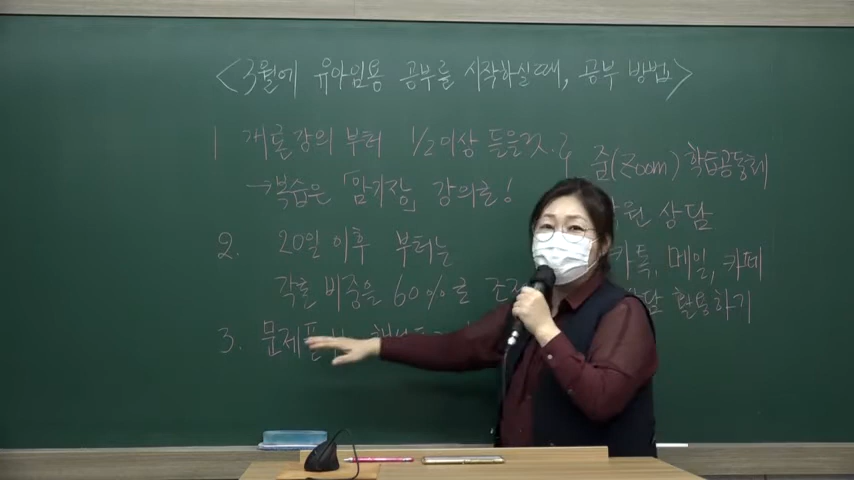 <3월에 유아임용 공부를 시작하실때, 공부 방법>
1 개론강의 부터 1/2이상 들을것.
→복습은 「암기장」 강의로!
2. 20일 이후 부터는
각론 비중을 60%로
3. 문제풀
줌(Zoom) 학습공동체
상담
카톡, 메일, 카페
활용하기